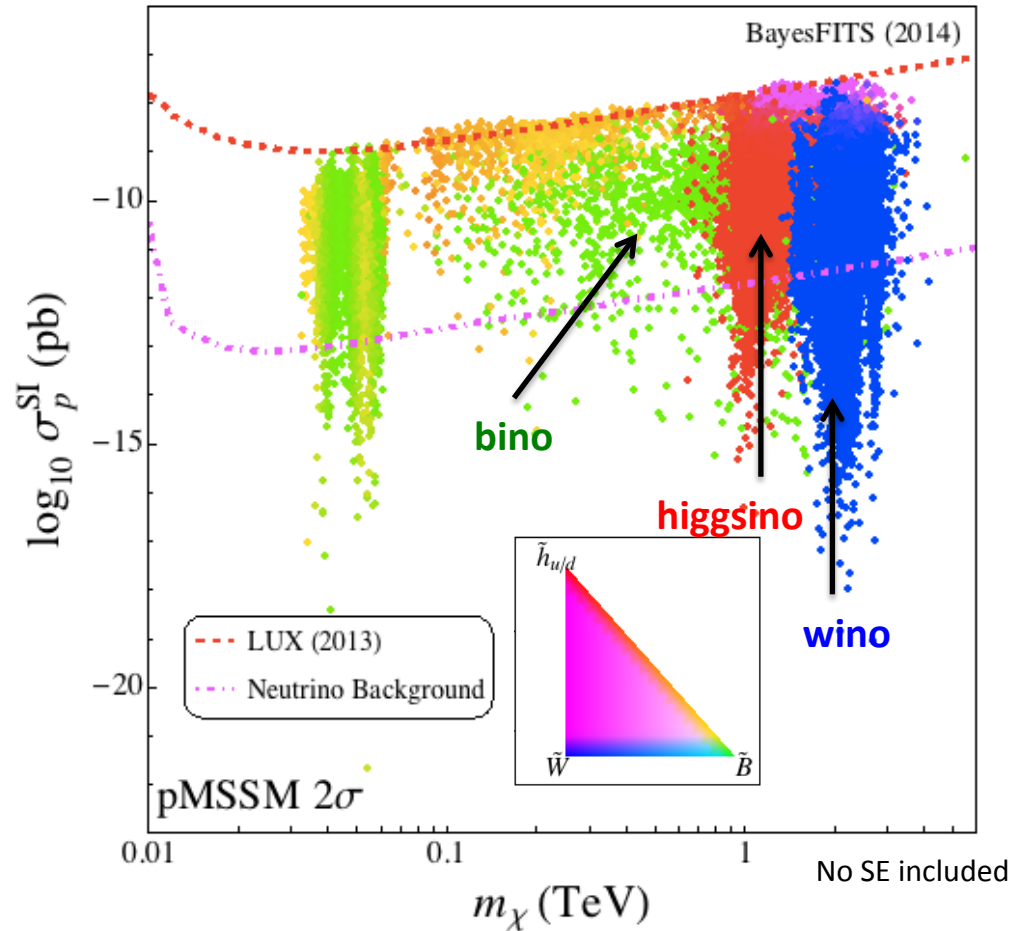 BayesFITS (2014)
log₁₀ σₚˢᴵ (pb)
−10
−15
−20
bino
higgsino
wino
h̃u/d
W̃
B̃
LUX (2013)
Neutrino Background
pMSSM 2σ
0.01
0.1
1
No SE included
mχ (TeV)